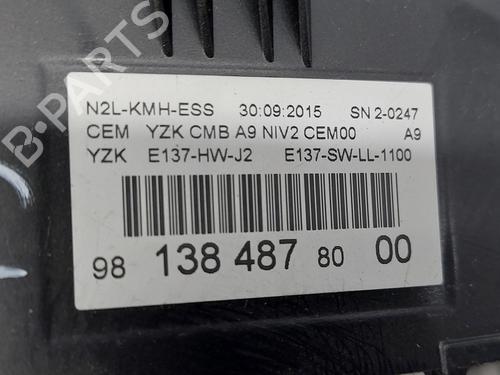 B-PARTS
N2L-KMH-ESS 30:09:2015 SN 2-0247
CEM YZK CMB A9 NIV2 CEM00 A9
YZK E137-HW-J2 E137-SW-LL-1100
98 138 487 80 00